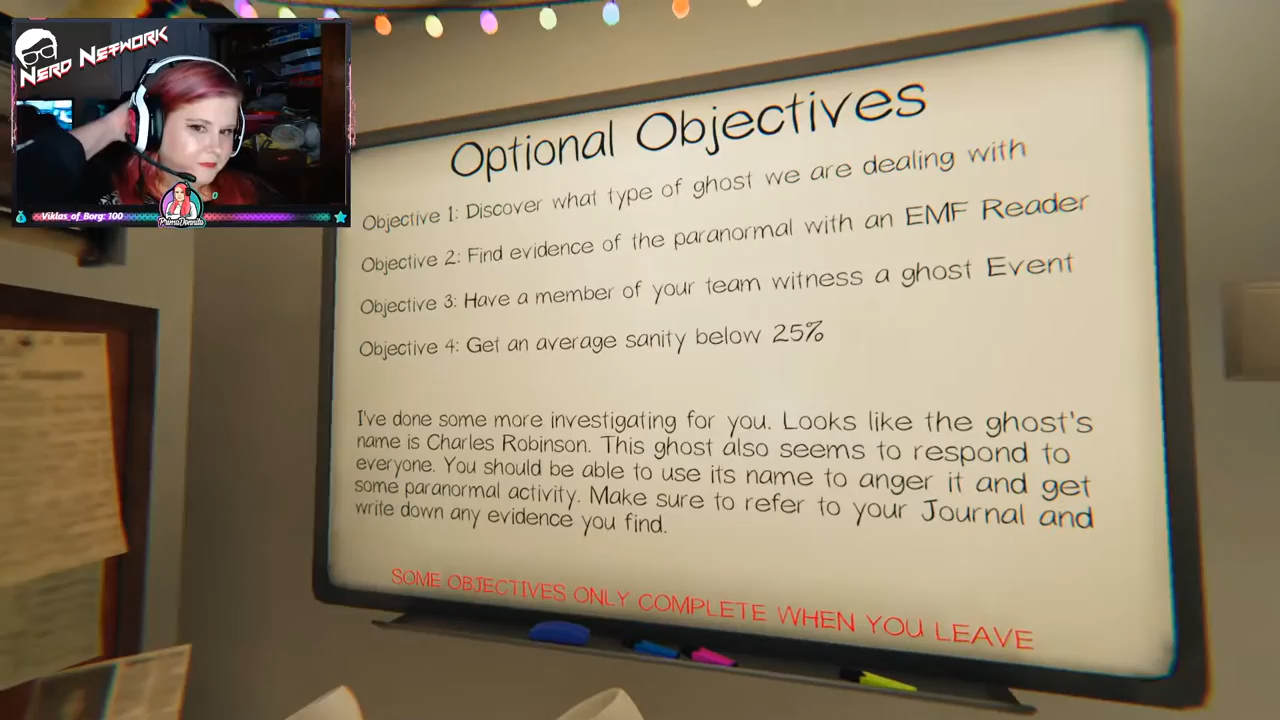 NERD NETWORK
Viklas_of_Borg: 100
PrimaDonnita
Optional Objectives
Objective 1: Discover what type of ghost we are dealing with
Objective 2: Find evidence of the paranormal with an EMF Reader
Objective 3: Have a member of your team witness a ghost Event
Objective 4: Get an average sanity below 25%
I've done some more investigating for you. Looks like the ghost's
name is Charles Robinson. This ghost also seems to respond to
everyone. You should be able to use its name to anger it and get
some paranormal activity. Make sure to refer to your Journal and
write down any evidence you find.
SOME OBJECTIVES ONLY COMPLETE WHEN YOU LEAVE